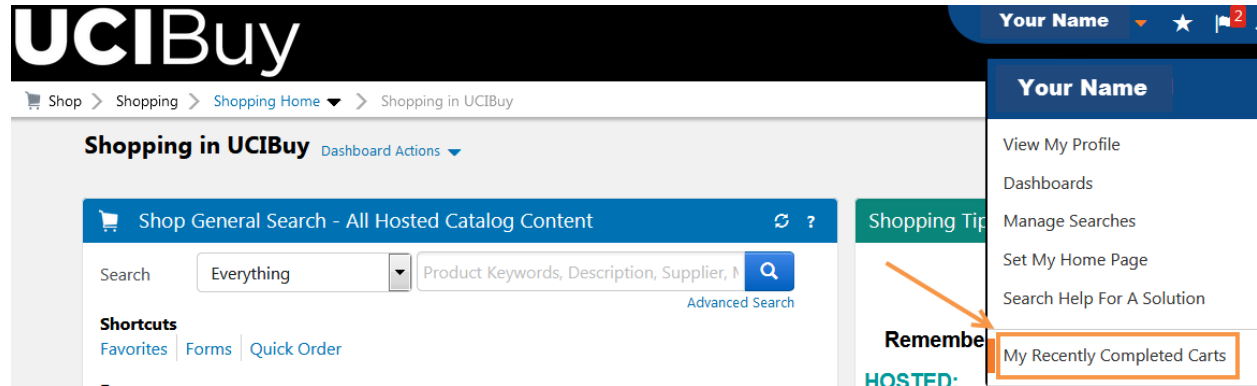 UCIBuy
Your Name
2
Shop > Shopping > Shopping Home > Shopping in UCIBuy
Shopping in UCIBuy Dashboard Actions
Shop General Search - All Hosted Catalog Content ?
Search Everything Product Keywords, Description, Supplier,
Advanced Search
Shortcuts
Favorites Forms Quick Order
Shopping Tip
Remembe
HOSTED:
Your Name
View My Profile
Dashboards
Manage Searches
Set My Home Page
Search Help For A Solution
My Recently Completed Carts